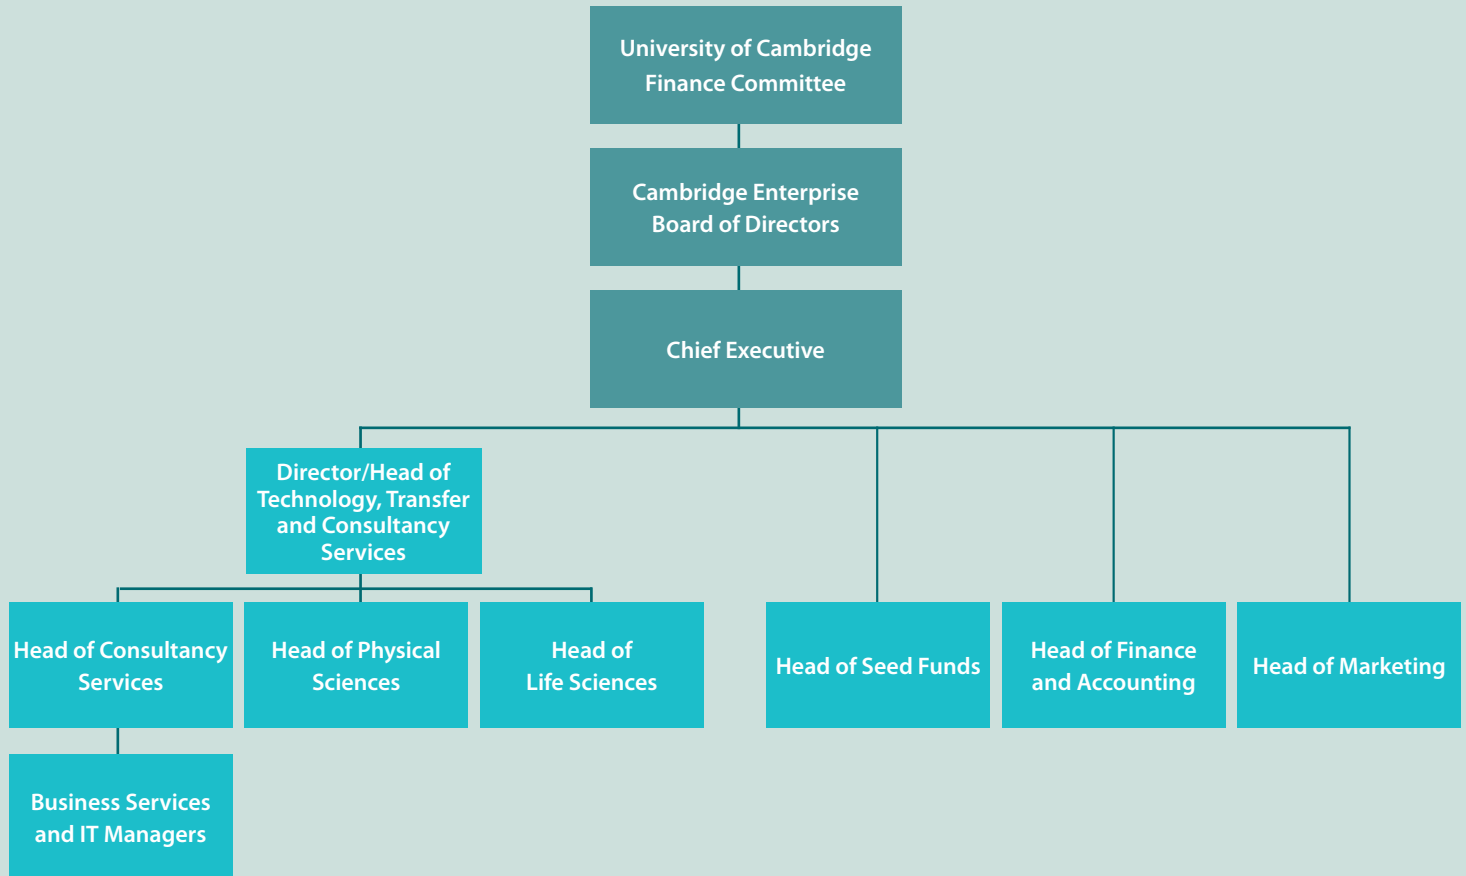 University of Cambridge
Finance Committee
Cambridge Enterprise
Board of Directors
Chief Executive
Director/Head of
Technology, Transfer
and Consultancy
Services
Head of Consultancy
Services
Head of Physical
Sciences
Head of
Life Sciences
Head of Seed Funds
Head of Finance
and Accounting
Head of Marketing
Business Services
and IT Managers